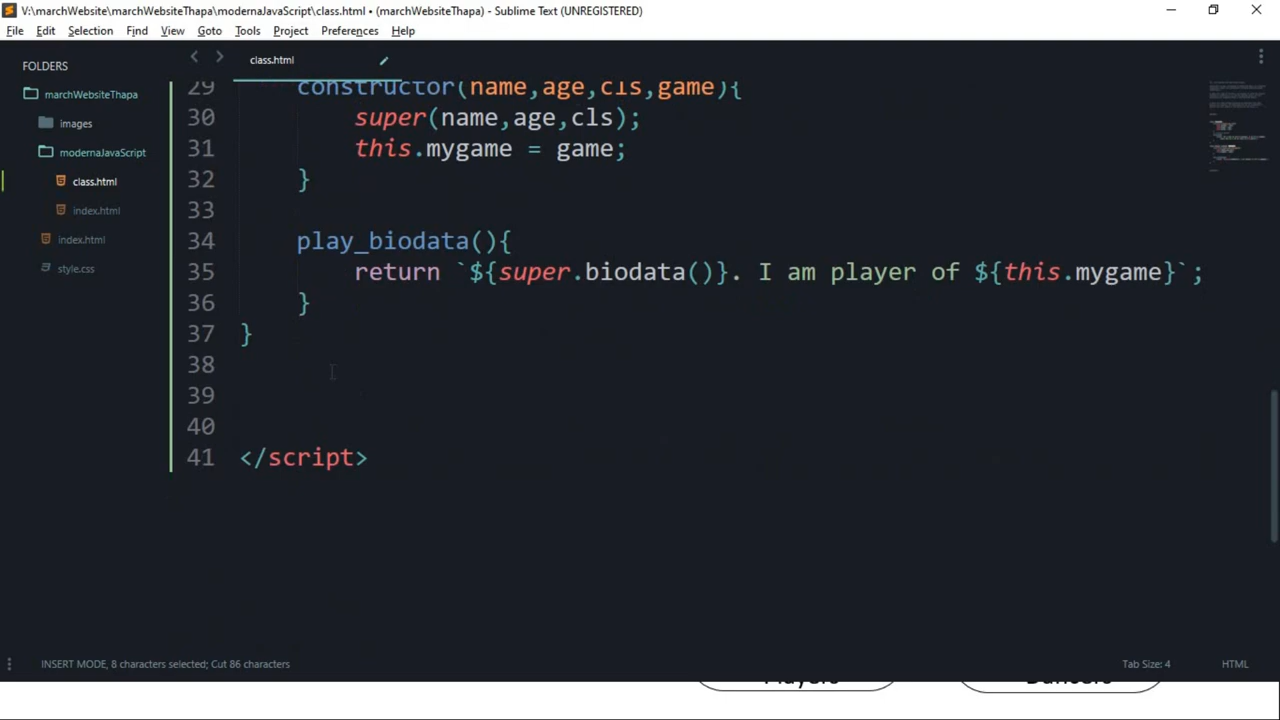 V:\marchWebsite\marchWebsiteThapa\modernaJavaScript\class.html • (marchWebsiteThapa) - Sublime Text (UNREGISTERED)
File Edit Selection Find View Goto Tools Project Preferences Help
FOLDERS
marchWebsiteThapa
images
modernaJavaScript
class.html
index.html
index.html
style.css
class.html
29 constructor(name,age,cls,game){
30 super(name,age,cls);
31 this.mygame = game;
32 }
33
34 play_biodata(){
35 return `${super.biodata()}. I am player of ${this.mygame}`;
36 }
37 }
38
39
40
41 </script>
INSERT MODE, 8 characters selected; Cut 86 characters
Tab Size: 4
HTML
Players
Dancers